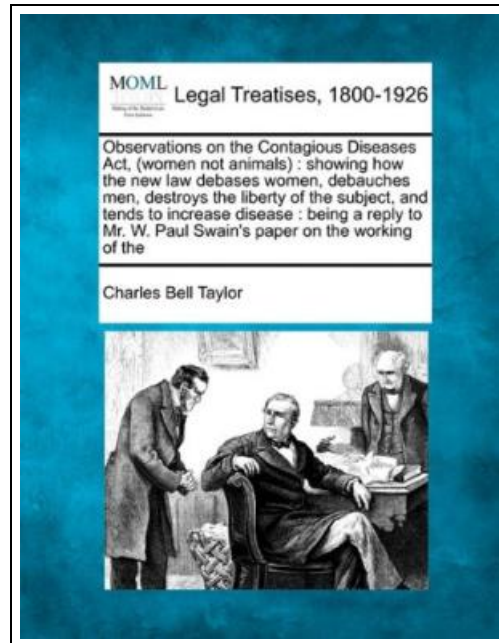 MOML
Legal Treatises, 1800-1926
Observations on the Contagious Diseases
Act, (women not animals) : showing how
the new law debases women, debauches
men, destroys the liberty of the subject, and
tends to increase disease : being a reply to
Mr. W. Paul Swain's paper on the working
of the
Charles Bell Taylor